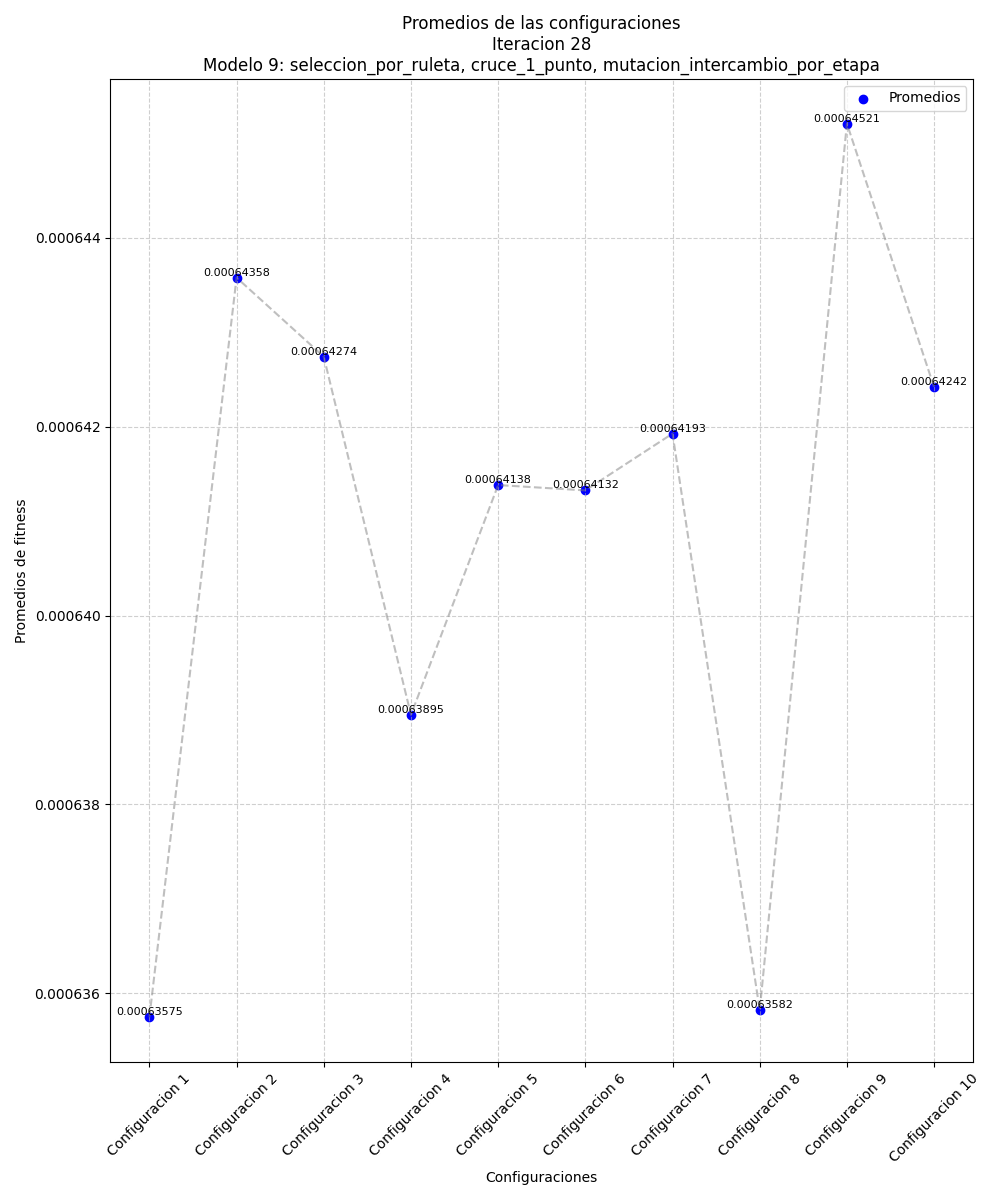 Promedios de las configuraciones
Iteracion 28
Modelo 9: seleccion_por_ruleta, cruce_1_punto, mutacion_intercambio_por_etapa
Promedios
0.00064521
0.000644
0.00064358
0.00064274
0.00064242
0.000642
0.00064193
0.00064138
0.00064132
0.000640
0.00063895
0.000638
0.000636
0.00063582
0.00063575
Promedios de fitness
Configuracion 1
Configuracion 2
Configuracion 3
Configuracion 4
Configuracion 5
Configuracion 6
Configuracion 7
Configuracion 8
Configuracion 9
Configuracion 10
Configuraciones